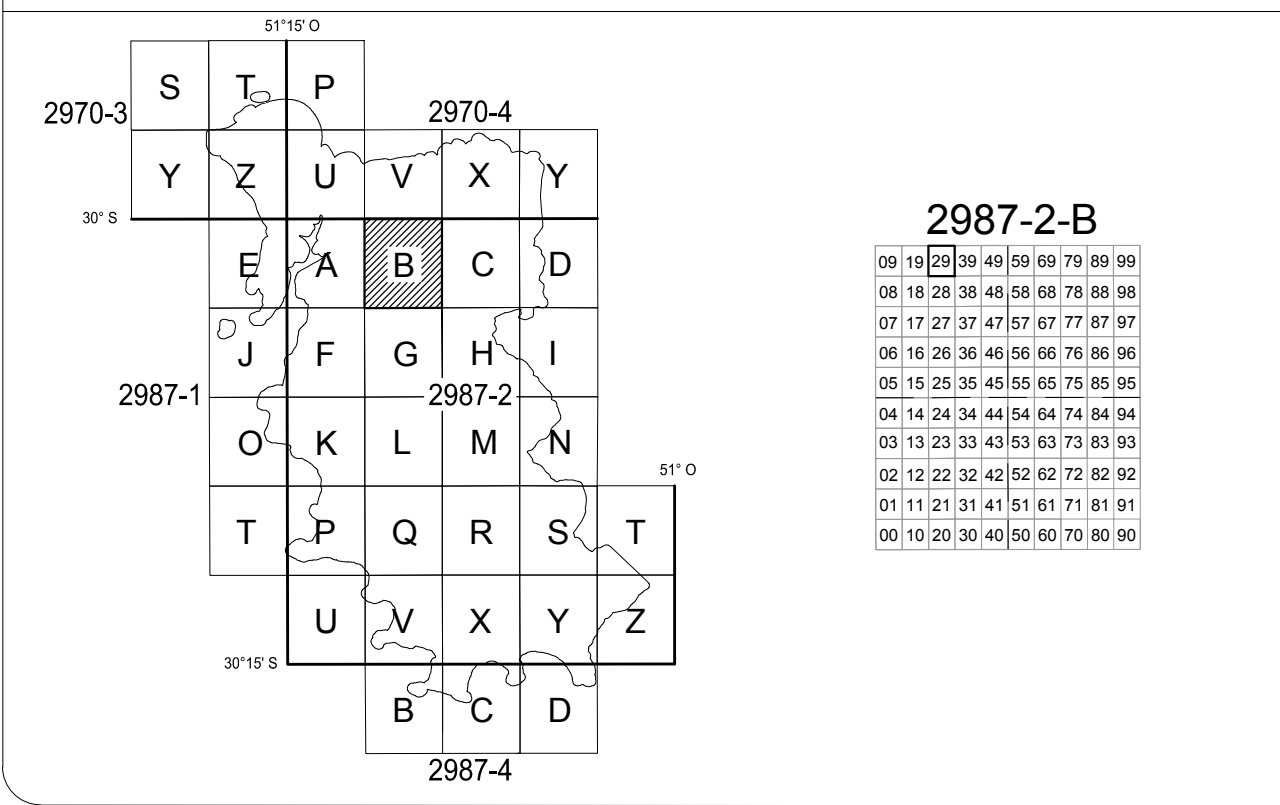 51°15' O
S T P
2970-3
2970-4
Y Z U V X Y
30° S
E A B C D
J F G H I
2987-1
2987-2
O K L M N
51° O
T P Q R S T
U V X Y Z
30°15' S
B C D
2987-4
2987-2-B
09 19 29 39 49 59 69 79 89 99
08 18 28 38 48 58 68 78 88 98
07 17 27 37 47 57 67 77 87 97
06 16 26 36 46 56 66 76 86 96
05 15 25 35 45 55 65 75 85 95
04 14 24 34 44 54 64 74 84 94
03 13 23 33 43 53 63 73 83 93
02 12 22 32 42 52 62 72 82 92
01 11 21 31 41 51 61 71 81 91
00 10 20 30 40 50 60 70 80 90